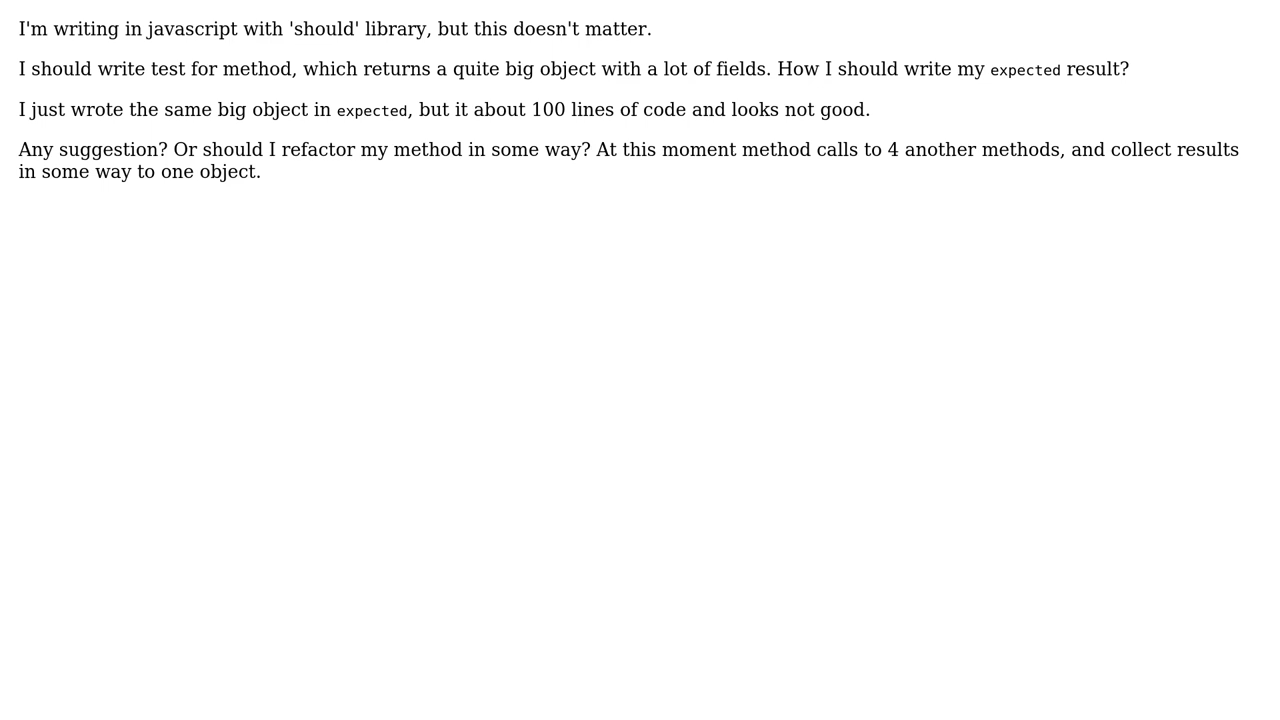 I'm writing in javascript with 'should' library, but this doesn't matter.
I should write test for method, which returns a quite big object with a lot of fields. How I should write my expected result?
I just wrote the same big object in expected, but it about 100 lines of code and looks not good.
Any suggestion? Or should I refactor my method in some way? At this moment method calls to 4 another methods, and collect results
in some way to one object.